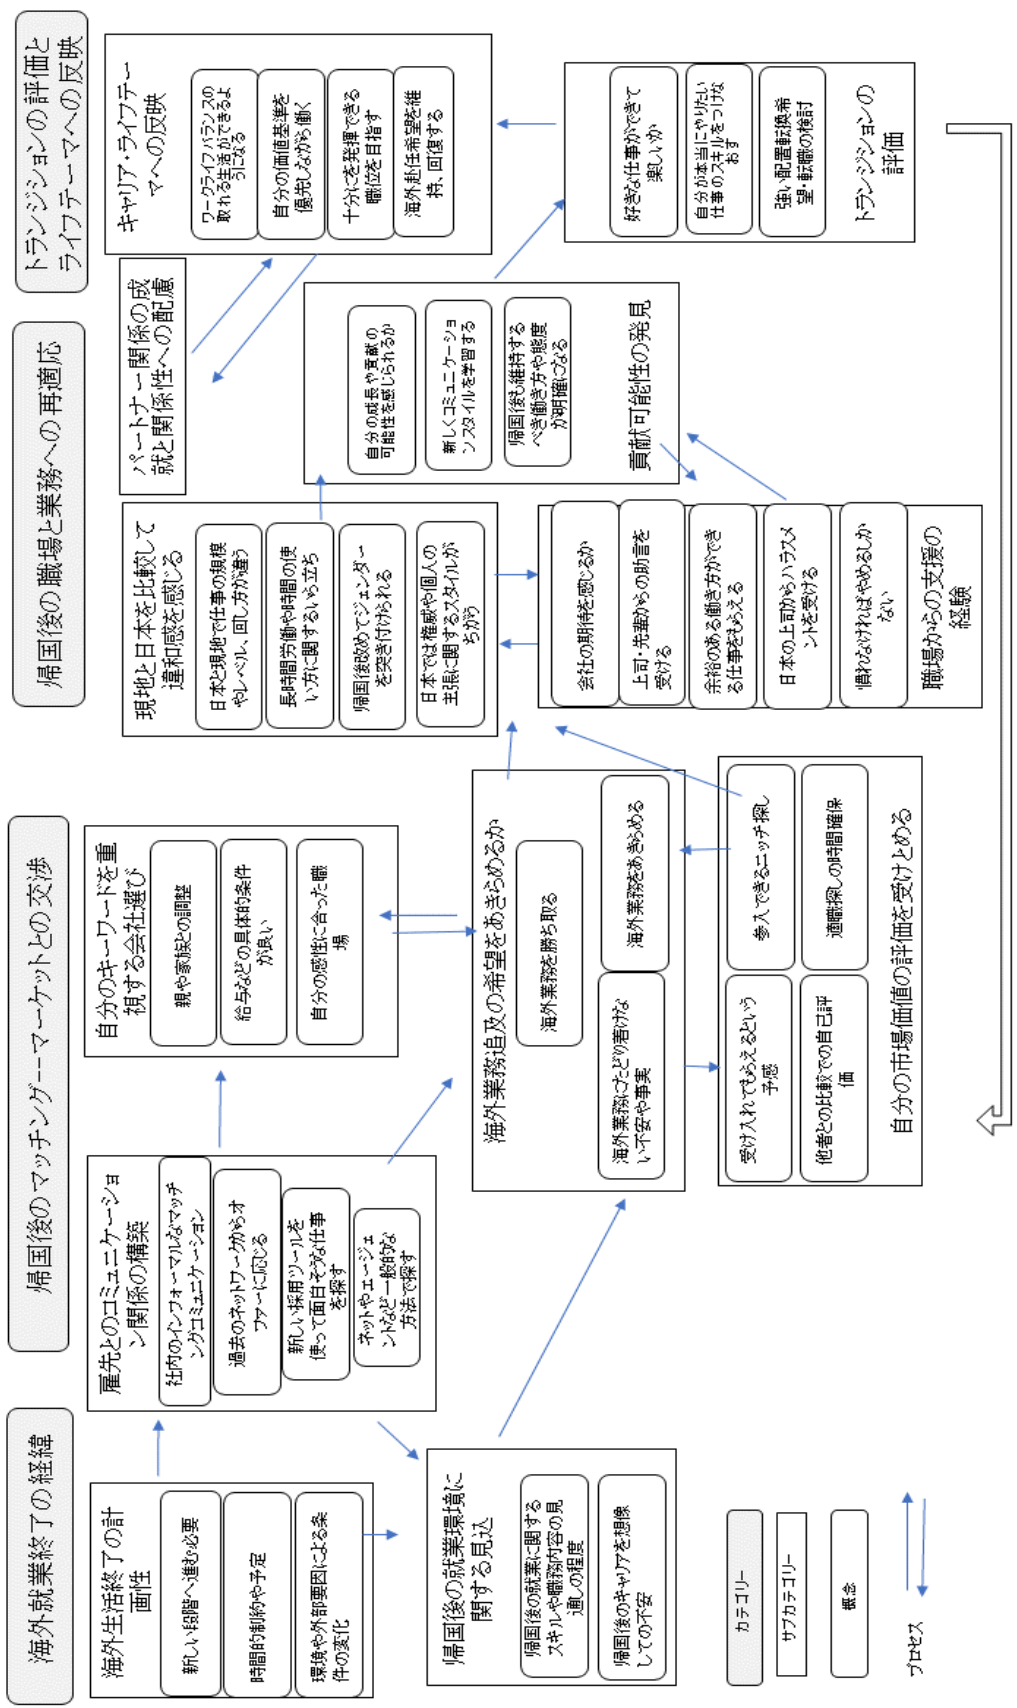 海外就業終了の経緯
海外生活終了の計
画性
新しい段階へ進む必要
時間的制約や予定
環境や外部要因による条
件の変化
帰国後の就業環境に
関する見込
帰国後の就業に関する
スキルや職務内容の見
通しの程度
帰国後のキャリアを想像
しての不安
帰国後のマッチング―マーケットとの交渉
雇先とのコミュニケーショ
ン関係の構築
社内のインフォーマルなマッチ
ングコミュニケーション
過去のネットワークからオ
ファーに応じる
新しい採用ツールを
使って面白そうな仕事
を探す
ネットやエージェ
ントなど一般的な
方法で探す
自分のキーワードを重
視する会社選び
親や家族との調整
給与などの具体的条件
が良い
自分の感性に合った職
場
海外業務追及の希望をあきらめるか
海外業務を勝ち取る
海外業務にたどり着けな
い不安や事実
海外業務をあきらめる
受け入れてもらえるという
予感
参入できるニッチ探し
他者との比較での自己評
価
適職探しの時間確保
自分の市場価値の評価を受けとめる
帰国後の職場と業務への再適応
現地と日本を比較して
違和感を感じる
日本と現地で仕事の規模
やレベル、回し方が違う
長時間労働や時間の使
い方に関するいら立ち
帰国後改めてジェンダー
を突き付けられる
日本では権威や個人の
主張に関するスタイルが
ちがう
会社の期待を感じるか
上司・先輩からの助言を
受ける
余裕のある働き方ができ
る仕事をもらえる
日本の上司からハラスメ
ントを受ける
慣れなければやめるしか
ない
職場からの支援の
経験
パートナー関係の成
就と関係性への配慮
自分の成長や貢献の
可能性を感じられるか
新しくコミュニケーショ
ンスタイルを学習する
帰国後も維持する
べき働き方や態度
が明確になる
貢献可能性の発見
トランジションの評価と
ライフテーマへの反映
キャリア・ライフテー
マへの反映
ワークライフバランスの
取れる生活ができるよ
うになる
自分の価値基準を
優先しながら働く
十分に を発揮できる
職位を目指す
海外赴任希望を維
持、回復する
好きな仕事ができて
楽しいか
自分が本当にやりたい
仕事のスキルをつけな
おす
強い配置転換希
望・転職の検討
トランジションの
評価
カテゴリー
サブカテゴリー
概念
プロセス